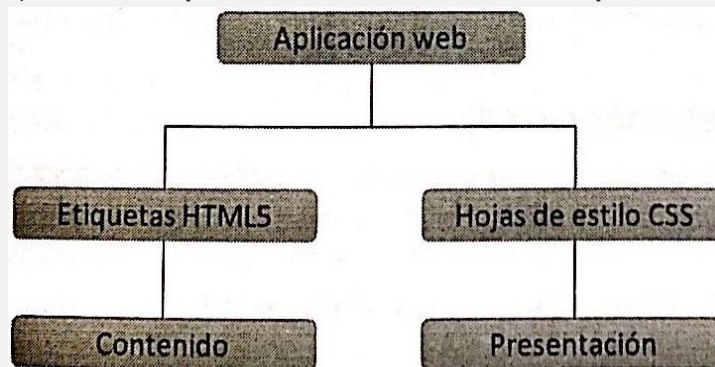 Aplicación web
Etiquetas HTML5
Hojas de estilo CSS
Contenido
Presentación